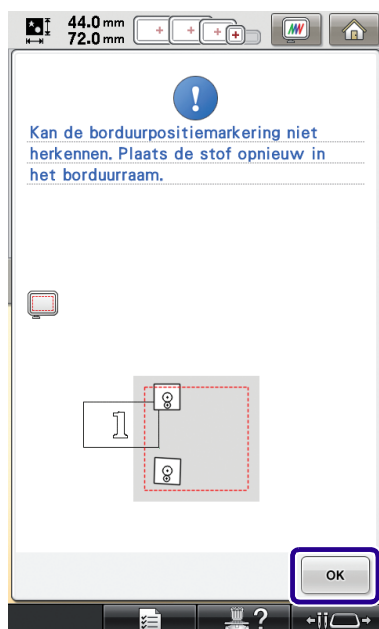 44.0 mm
72.0 mm
Kan de borduurpositiemarkering niet
herkennen. Plaats de stof opnieuw in
het borduurraam.
1
OK
?